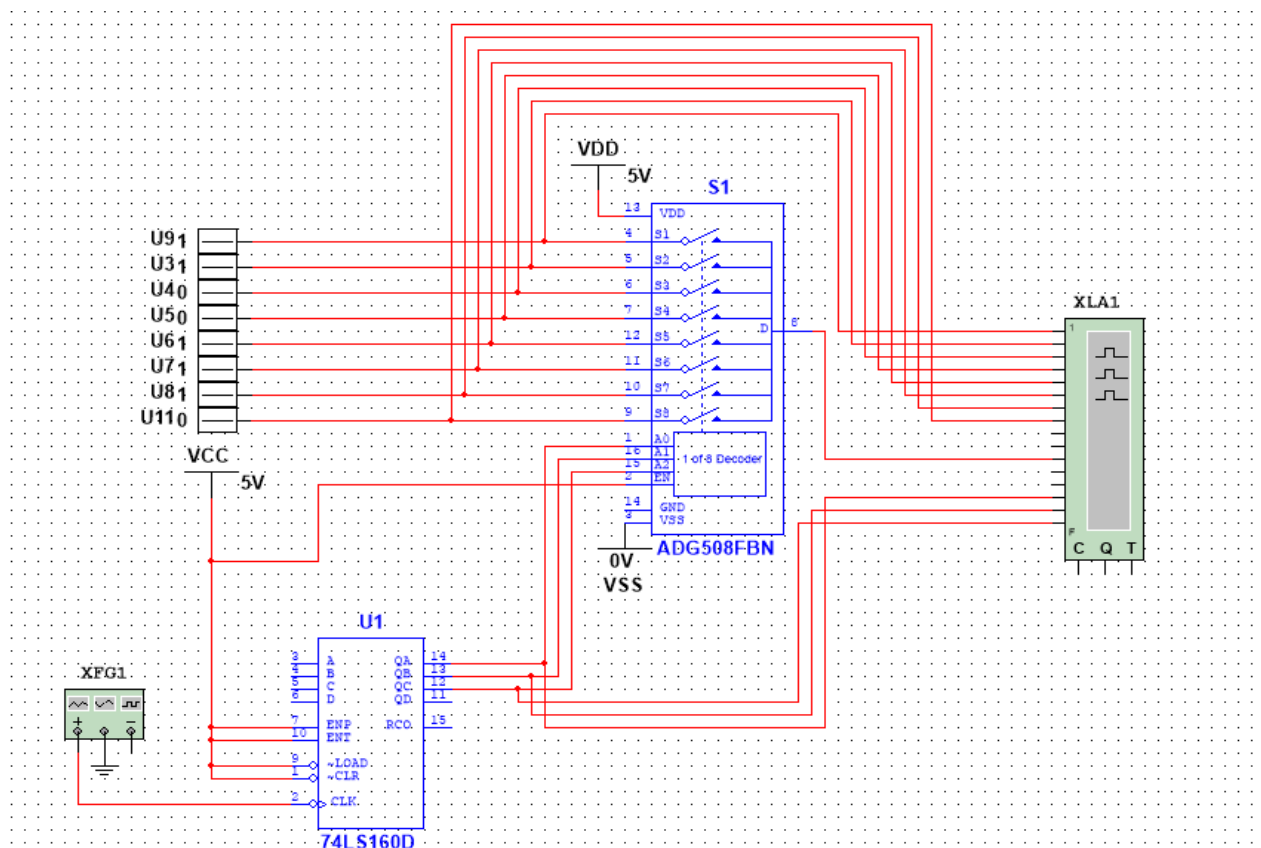 VDD
5V
S1
13 VDD
U9 1
4 S1
U3 1
5 S2
U4 0
6 S3
U5 0
7 S4
D 8
U6 1
12 S5
U7 1
11 S6
U8 1
10 S7
U11 0
9 S8
1 A0
16 A1
15 A2
2 EN
1 of 8 Decoder
14 GND
3 VSS
ADG508FBN
0V
VSS
VCC
5V
XLA1
1
F
C Q T
U1
3 A QA 14
4 B QB 13
5 C QC 12
6 D QD 11
7 ENP RCO 15
10 ENT
9 ~LOAD
1 ~CLR
2 CLK
74LS160D
XFG1
+ −